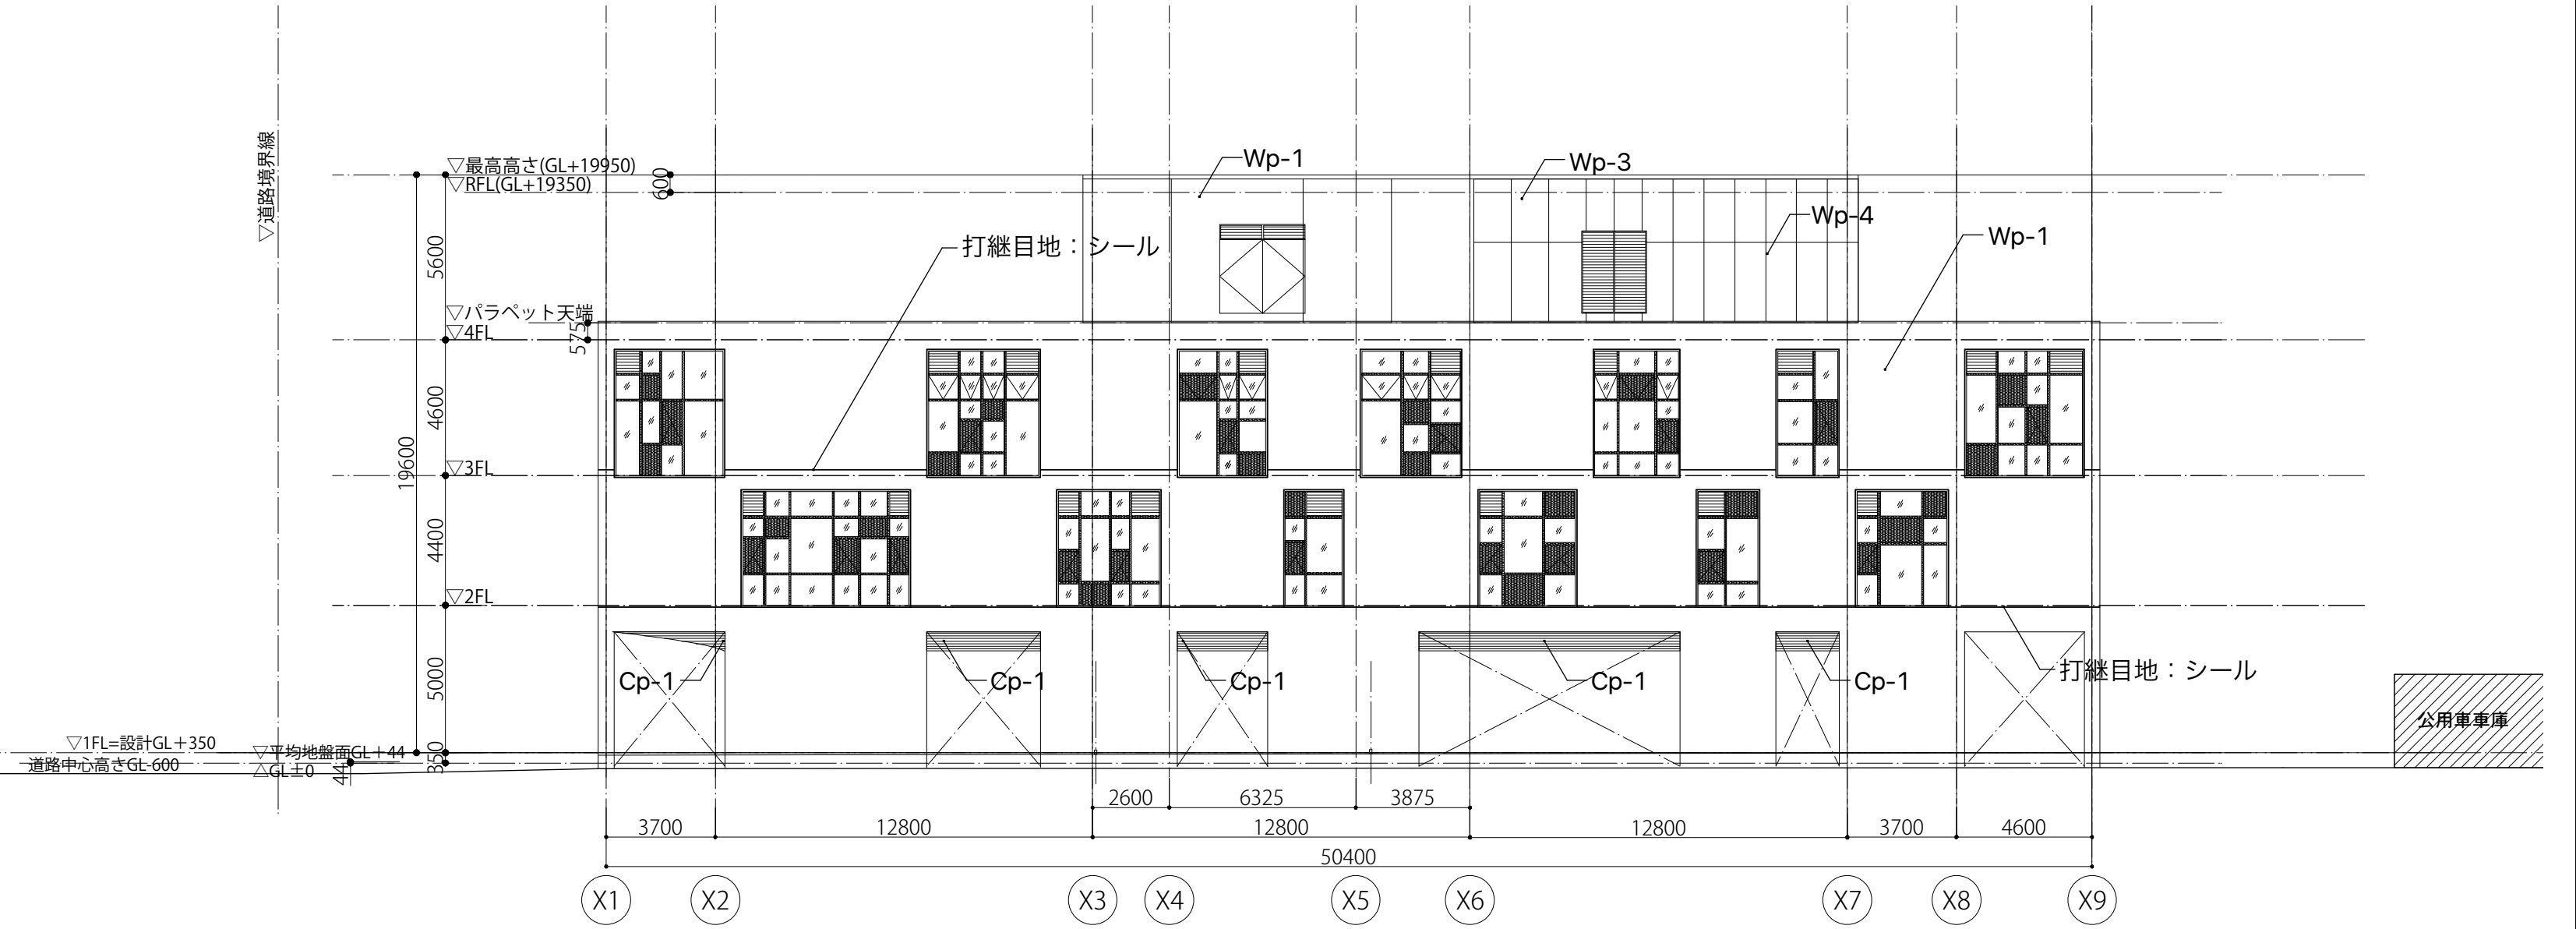 ▽道路境界線
▽最高高さ(GL+19950)
▽RFL(GL+19350)
600
Wp-1
Wp-3
Wp-4
Wp-1
打継目地：シール
5600
▽パラペット天端
575
▽4FL
4600
19600
▽3FL
4400
▽2FL
5000
Cp-1
Cp-1
Cp-1
Cp-1
Cp-1
打継目地：シール
公用車車庫
▽1FL=設計GL＋350
▽平均地盤面GL＋44
道路中心高さGL-600
△GL±0
44
350
2600
6325
3875
3700
12800
12800
12800
3700
4600
50400
X1
X2
X3
X4
X5
X6
X7
X8
X9